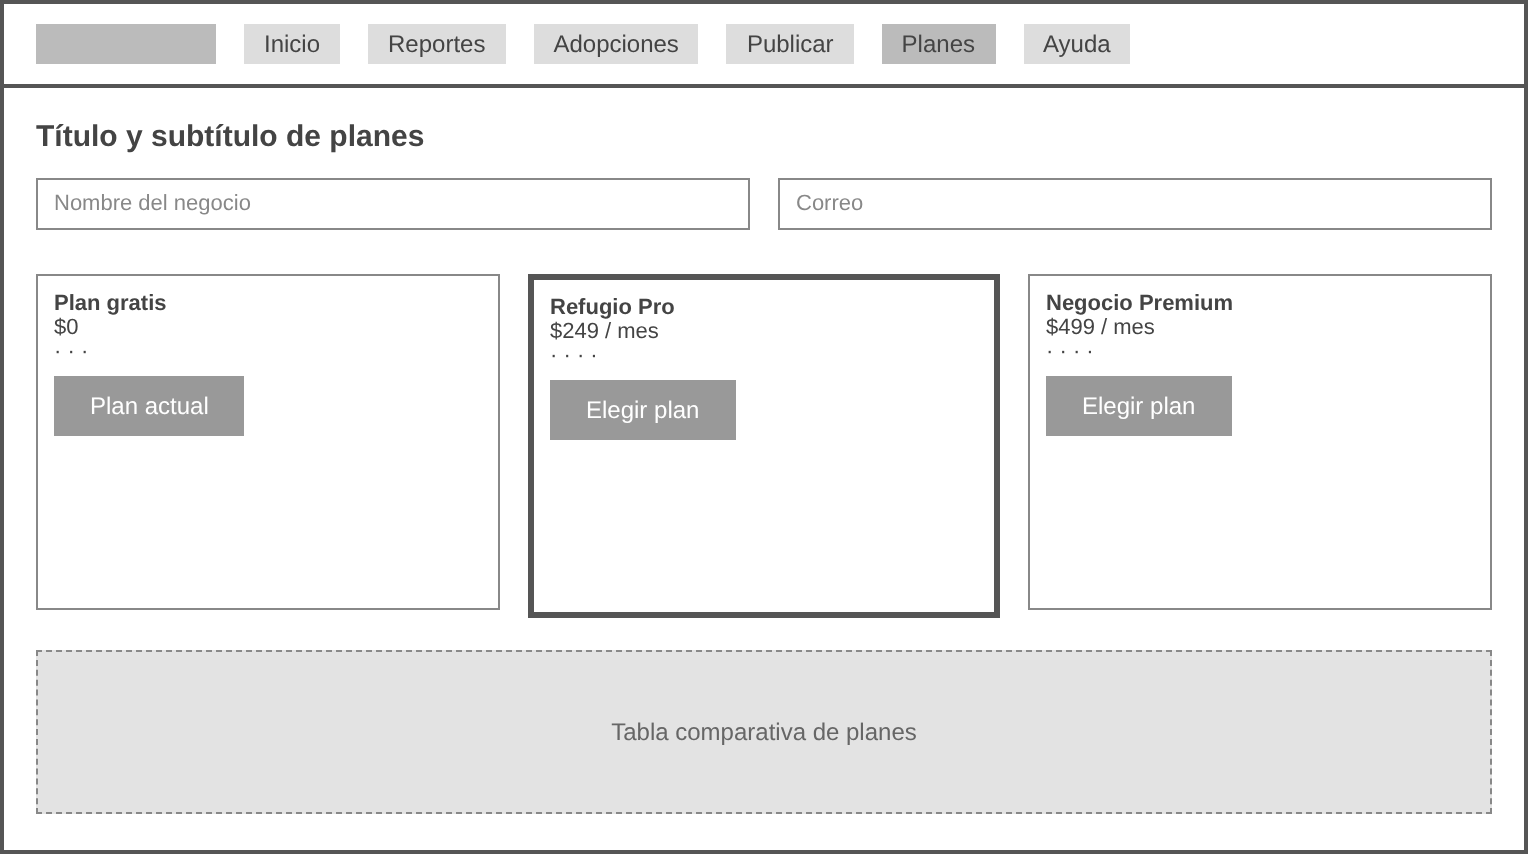 Inicio Reportes Adopciones Publicar Planes Ayuda
Título y subtítulo de planes
Nombre del negocio
Correo
Plan gratis
$0
· · ·
Plan actual
Refugio Pro
$249 / mes
· · · ·
Elegir plan
Negocio Premium
$499 / mes
· · · ·
Elegir plan
Tabla comparativa de planes